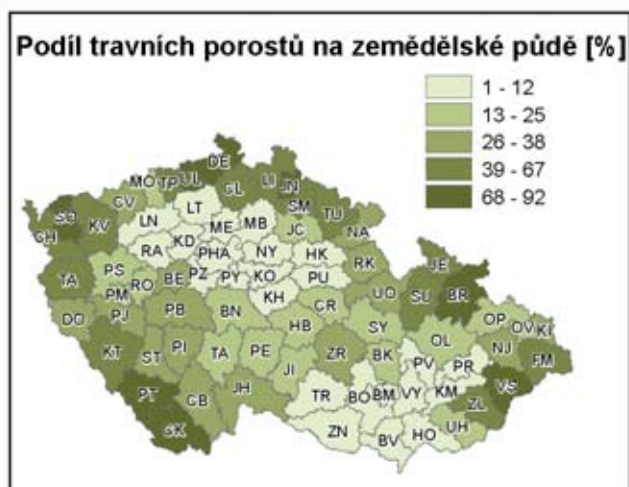 Podíl travních porostů na zemědělské půdě [%]
1 - 12
13 - 25
26 - 38
39 - 67
68 - 92
DE
MO TP UL CL LI JN
SO CV LT SM TU
CH KV LN ME MB JC NA
RA KD PHA NY HK
TA PS RO BE PZ PY KO PU RK JE
PM KH UO SU BR
DO PJ PB BN CR OP OV KI
KT ST PI TA PE HB SY OL NJ FM
JI ZR BK PV PR
PT CB JH TR BO BM VY KM VS
CK ZN BV HO UH ZL